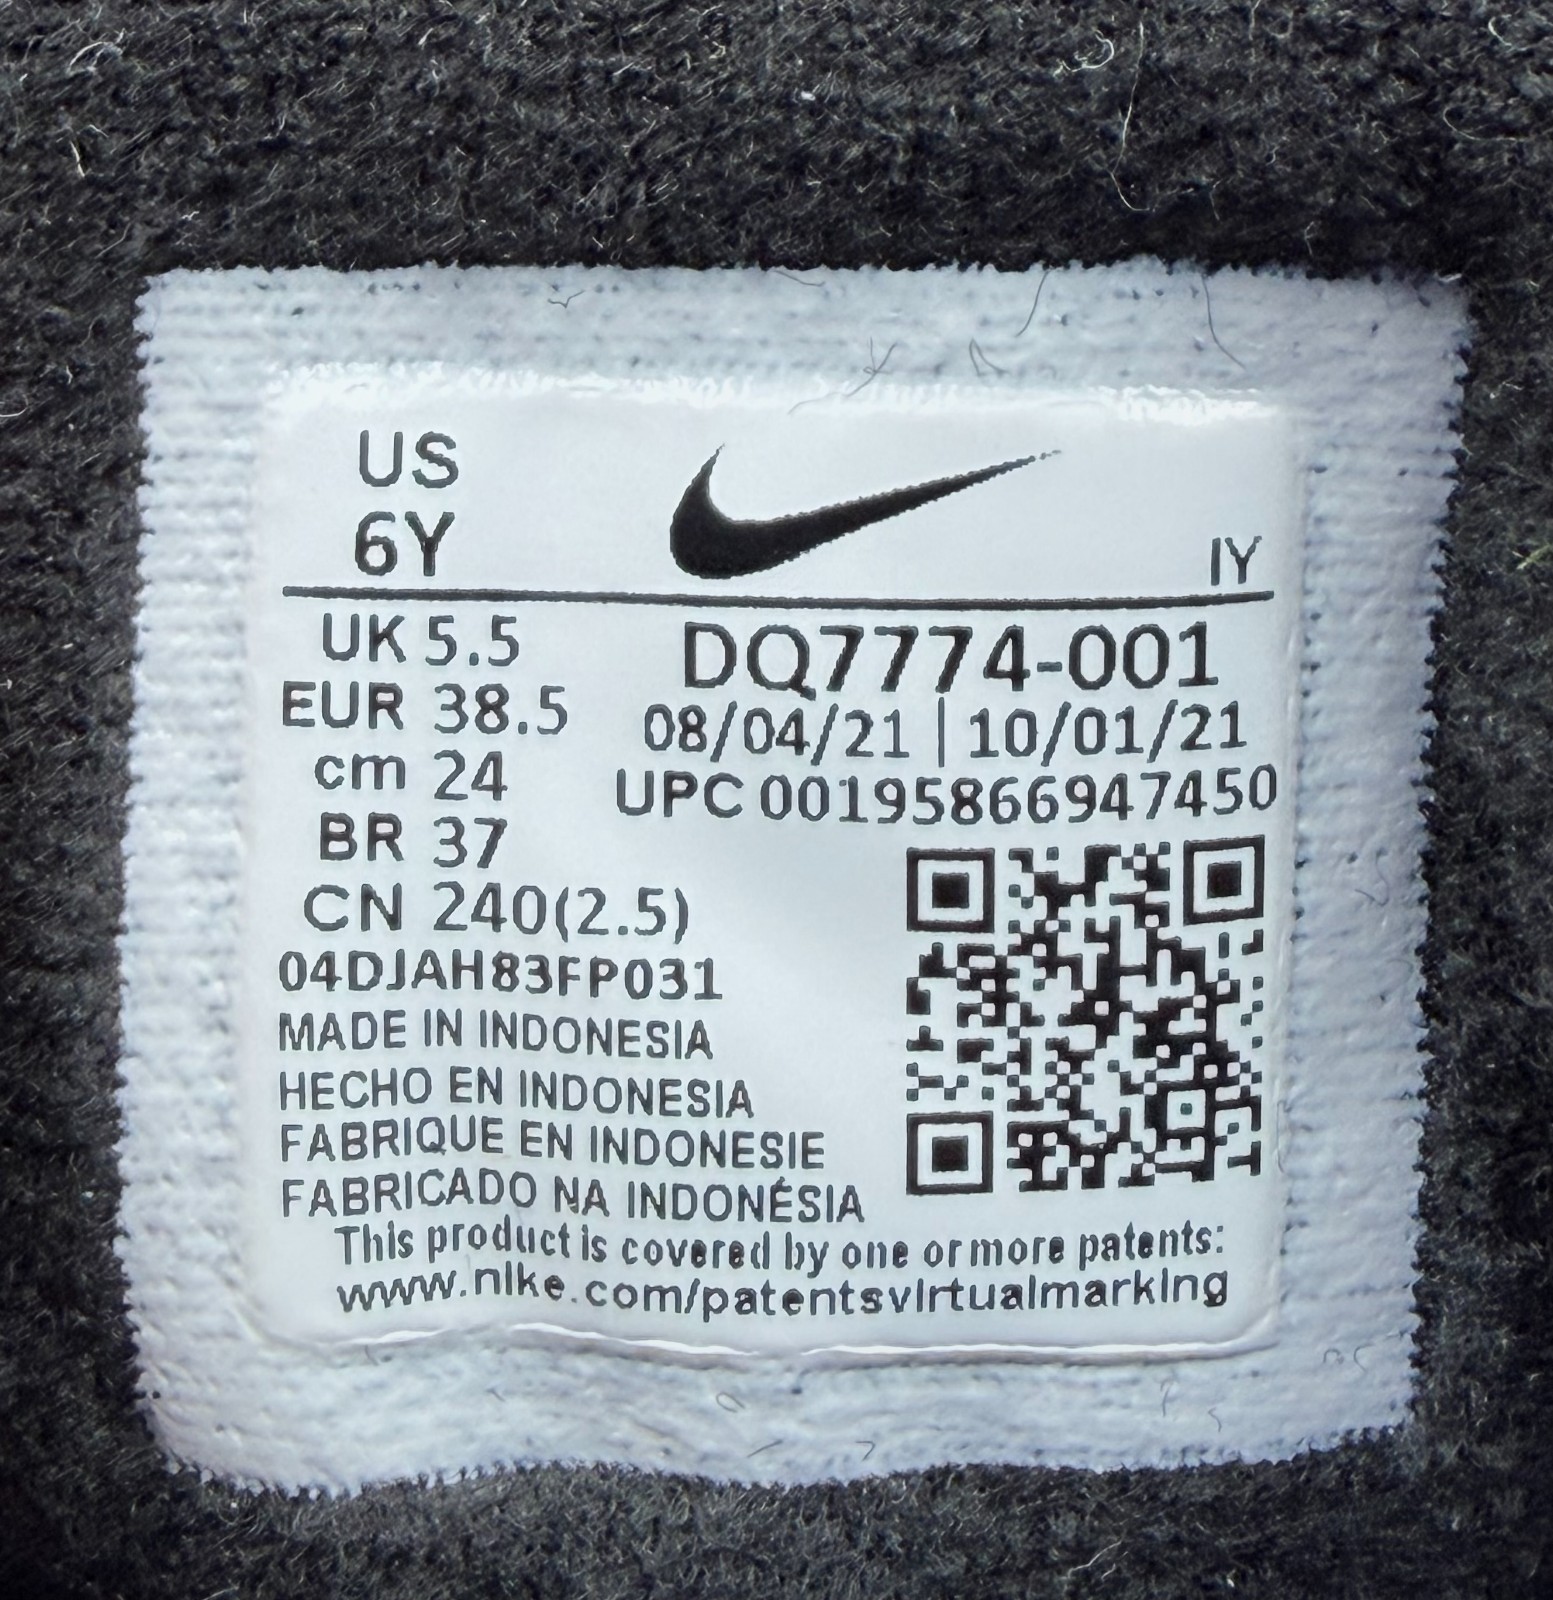 US
6Y
IY
UK 5.5
EUR 38.5
cm 24
BR 37
CN 240(2.5)
DQ7774-001
08/04/21 | 10/01/21
UPC 00195866947450
04DJAH83FP031
MADE IN INDONESIA
HECHO EN INDONESIA
FABRIQUE EN INDONESIE
FABRICADO NA INDONÉSIA
This product is covered by one or more patents:
www.nike.com/patentsvirtualmarking